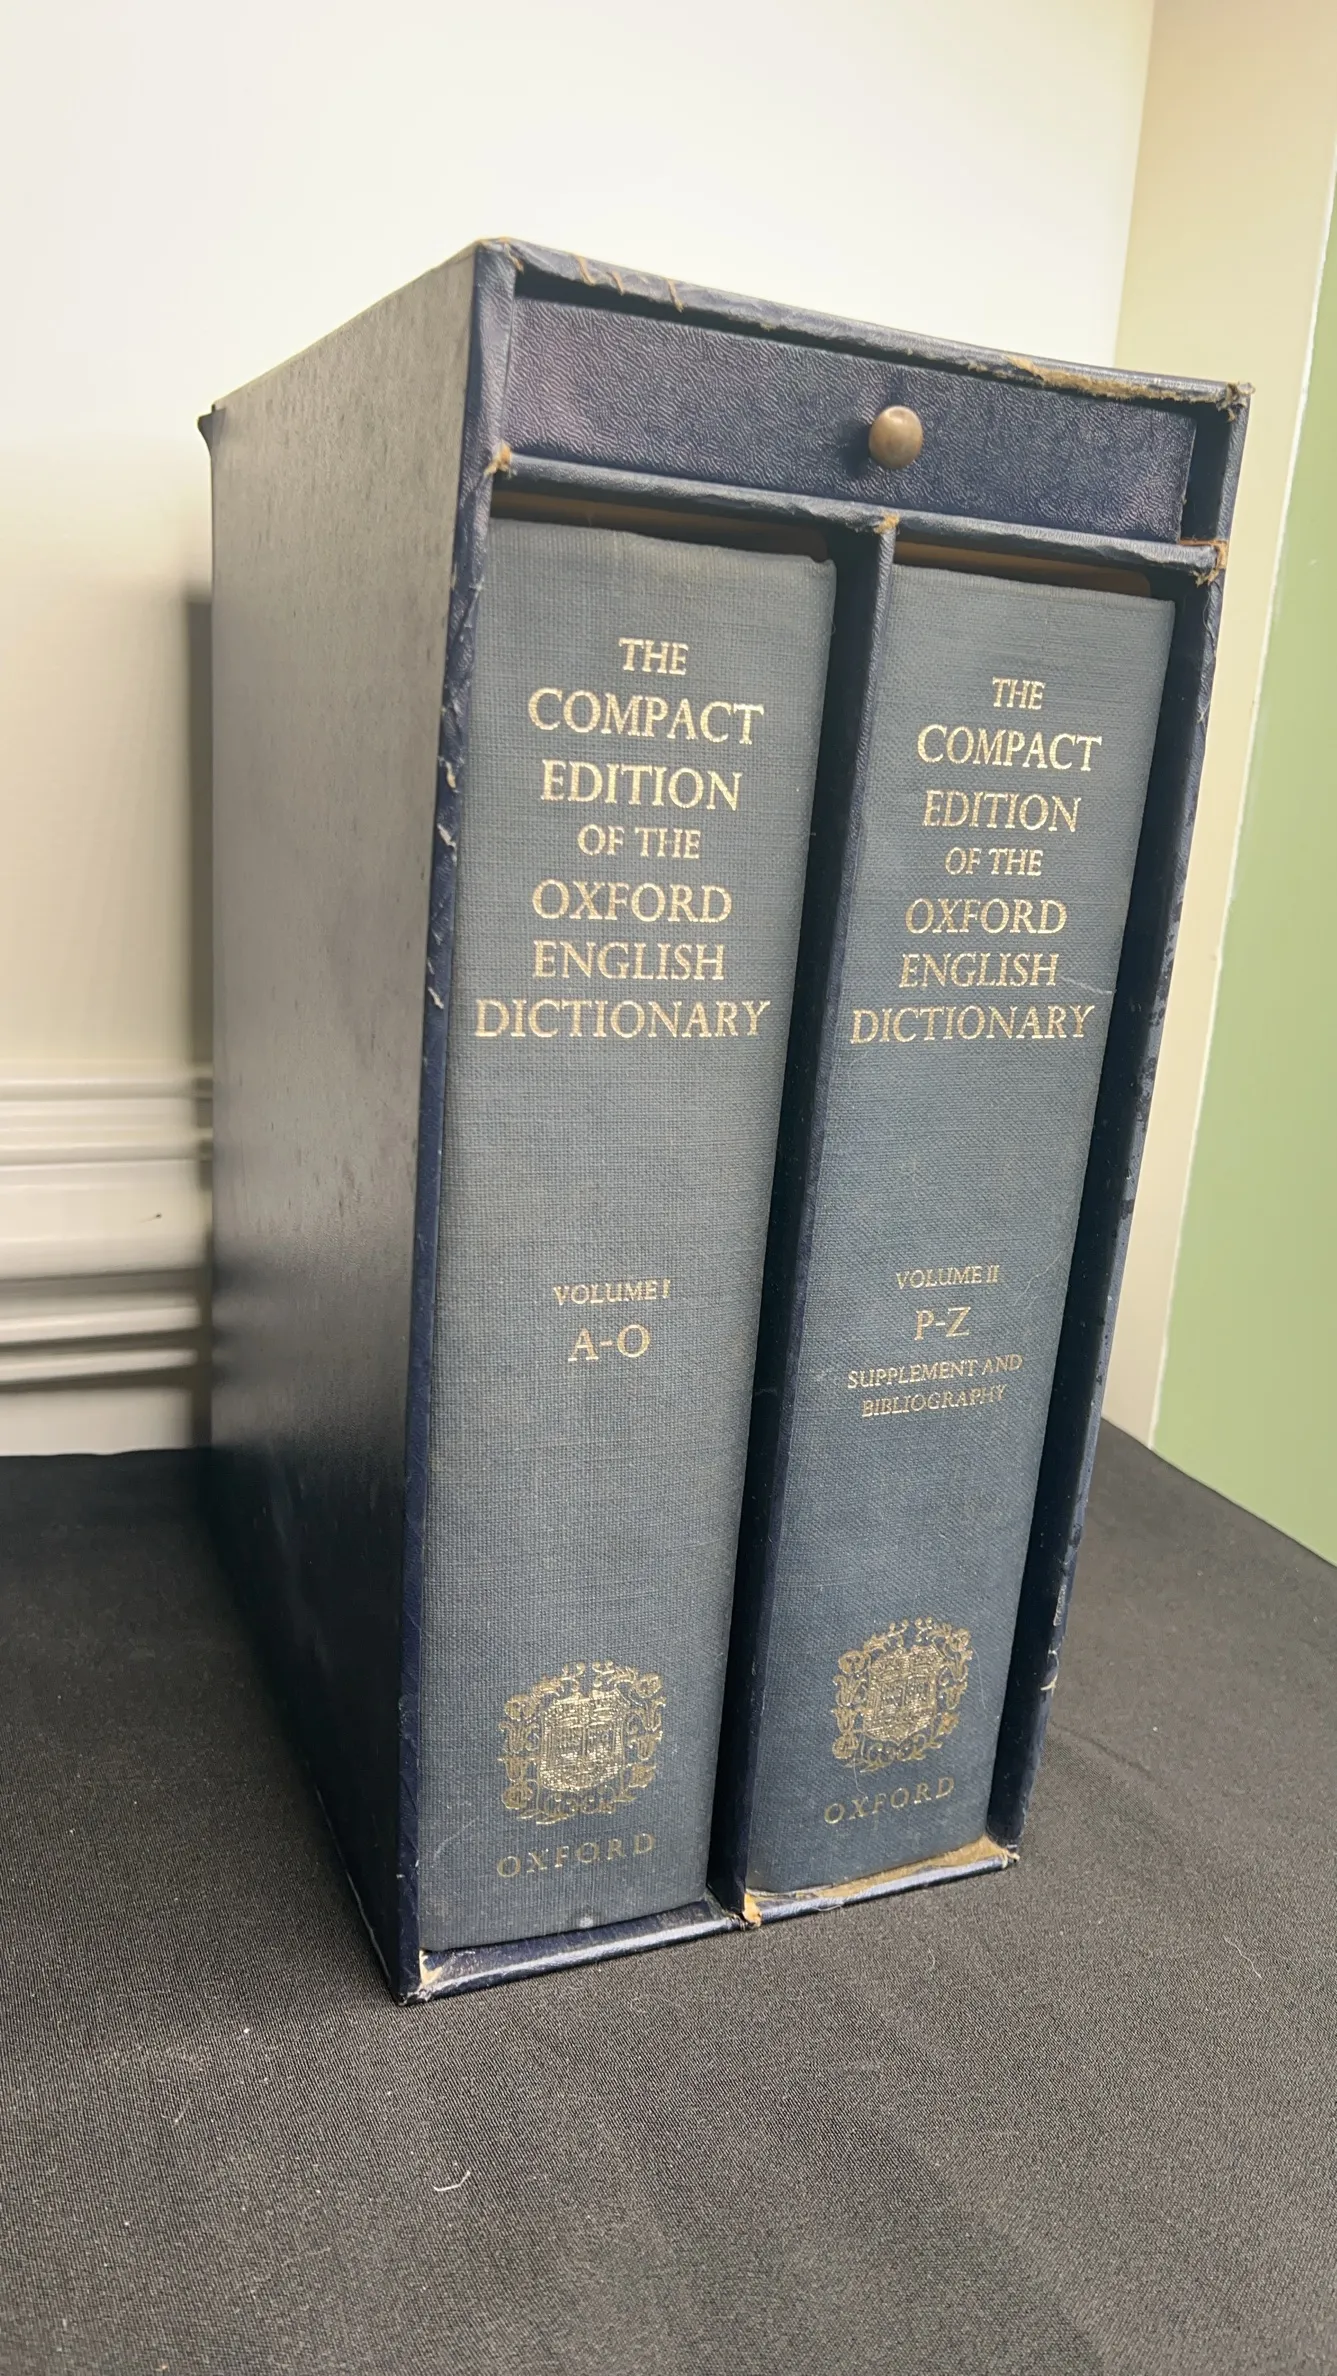 THE
COMPACT
EDITION
OF THE
OXFORD
ENGLISH
DICTIONARY
VOLUME I
A-O
OXFORD
THE
COMPACT
EDITION
OF THE
OXFORD
ENGLISH
DICTIONARY
VOLUME II
P-Z
SUPPLEMENT AND
BIBLIOGRAPHY
OXFORD